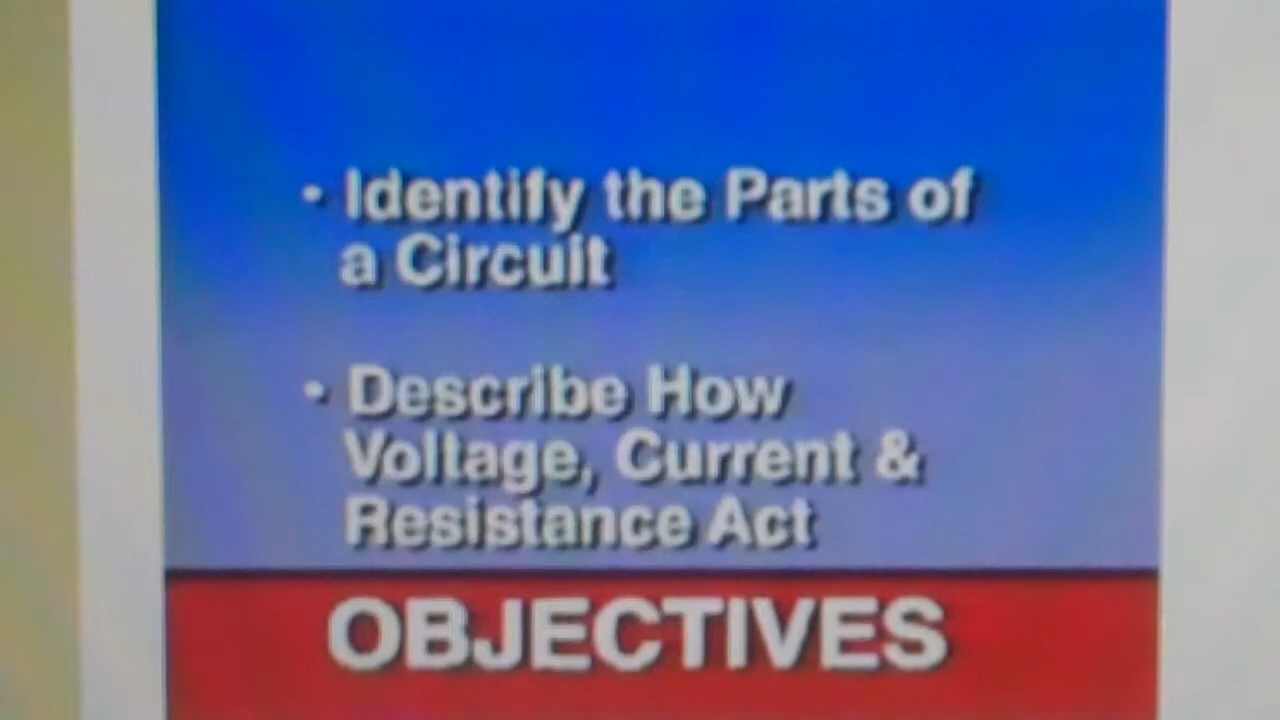 • Identify the Parts of
a Circuit
• Describe How
Voltage, Current &
Resistance Act
OBJECTIVES